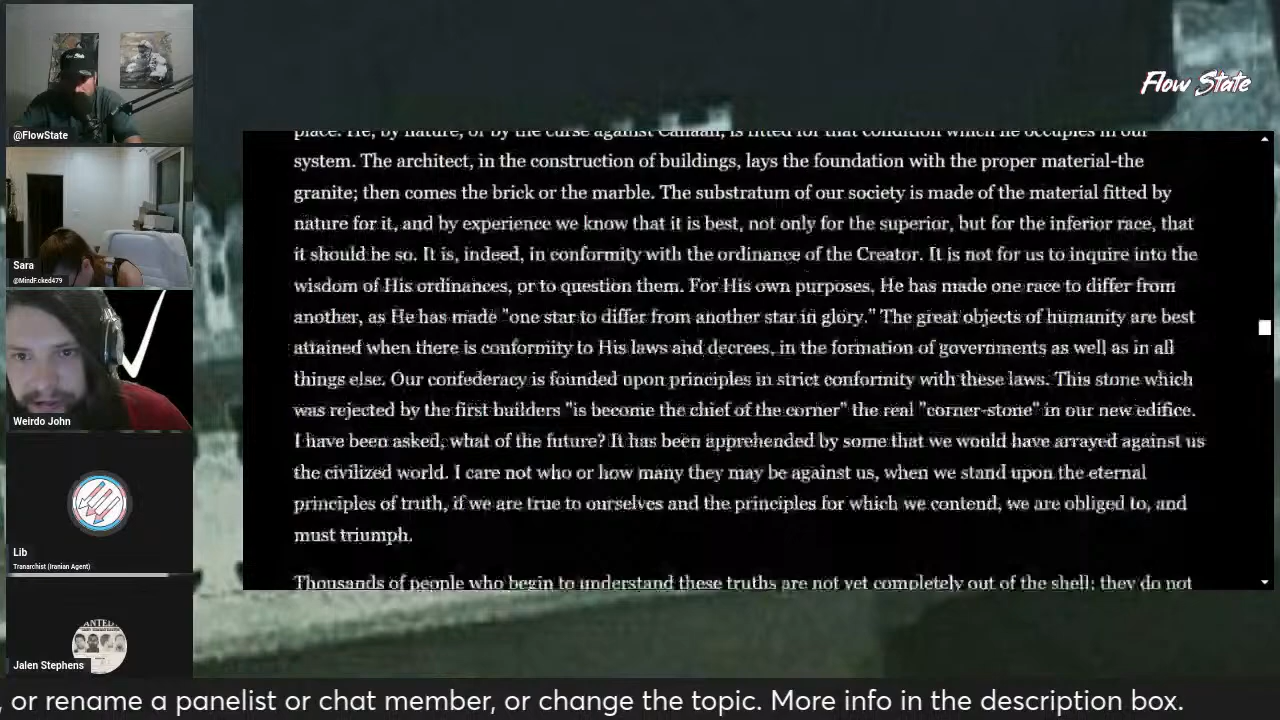 Flow State
@FlowState
Sara
@MindF.cked479
Weirdo John
Lib
Tranarchist (Iranian Agent)
ANTED
Jalen Stephens
place. He, by nature, or by the curse against Canaan, is fitted for that condition which he occupies in our
system. The architect, in the construction of buildings, lays the foundation with the proper material-the
granite; then comes the brick or the marble. The substratum of our society is made of the material fitted by
nature for it, and by experience we know that it is best, not only for the superior, but for the inferior race, that
it should be so. It is, indeed, in conformity with the ordinance of the Creator. It is not for us to inquire into the
wisdom of His ordinances, or to question them. For His own purposes, He has made one race to differ from
another, as He has made "one star to differ from another star in glory." The great objects of humanity are best
attained when there is conformity to His laws and decrees, in the formation of governments as well as in all
things else. Our confederacy is founded upon principles in strict conformity with these laws. This stone which
was rejected by the first builders "is become the chief of the corner" the real "corner-stone" in our new edifice.
I have been asked, what of the future? It has been apprehended by some that we would have arrayed against us
the civilized world. I care not who or how many they may be against us, when we stand upon the eternal
principles of truth, if we are true to ourselves and the principles for which we contend, we are obliged to, and
must triumph.
Thousands of people who begin to understand these truths are not yet completely out of the shell; they do not
, or rename a panelist or chat member, or change the topic. More info in the description box.